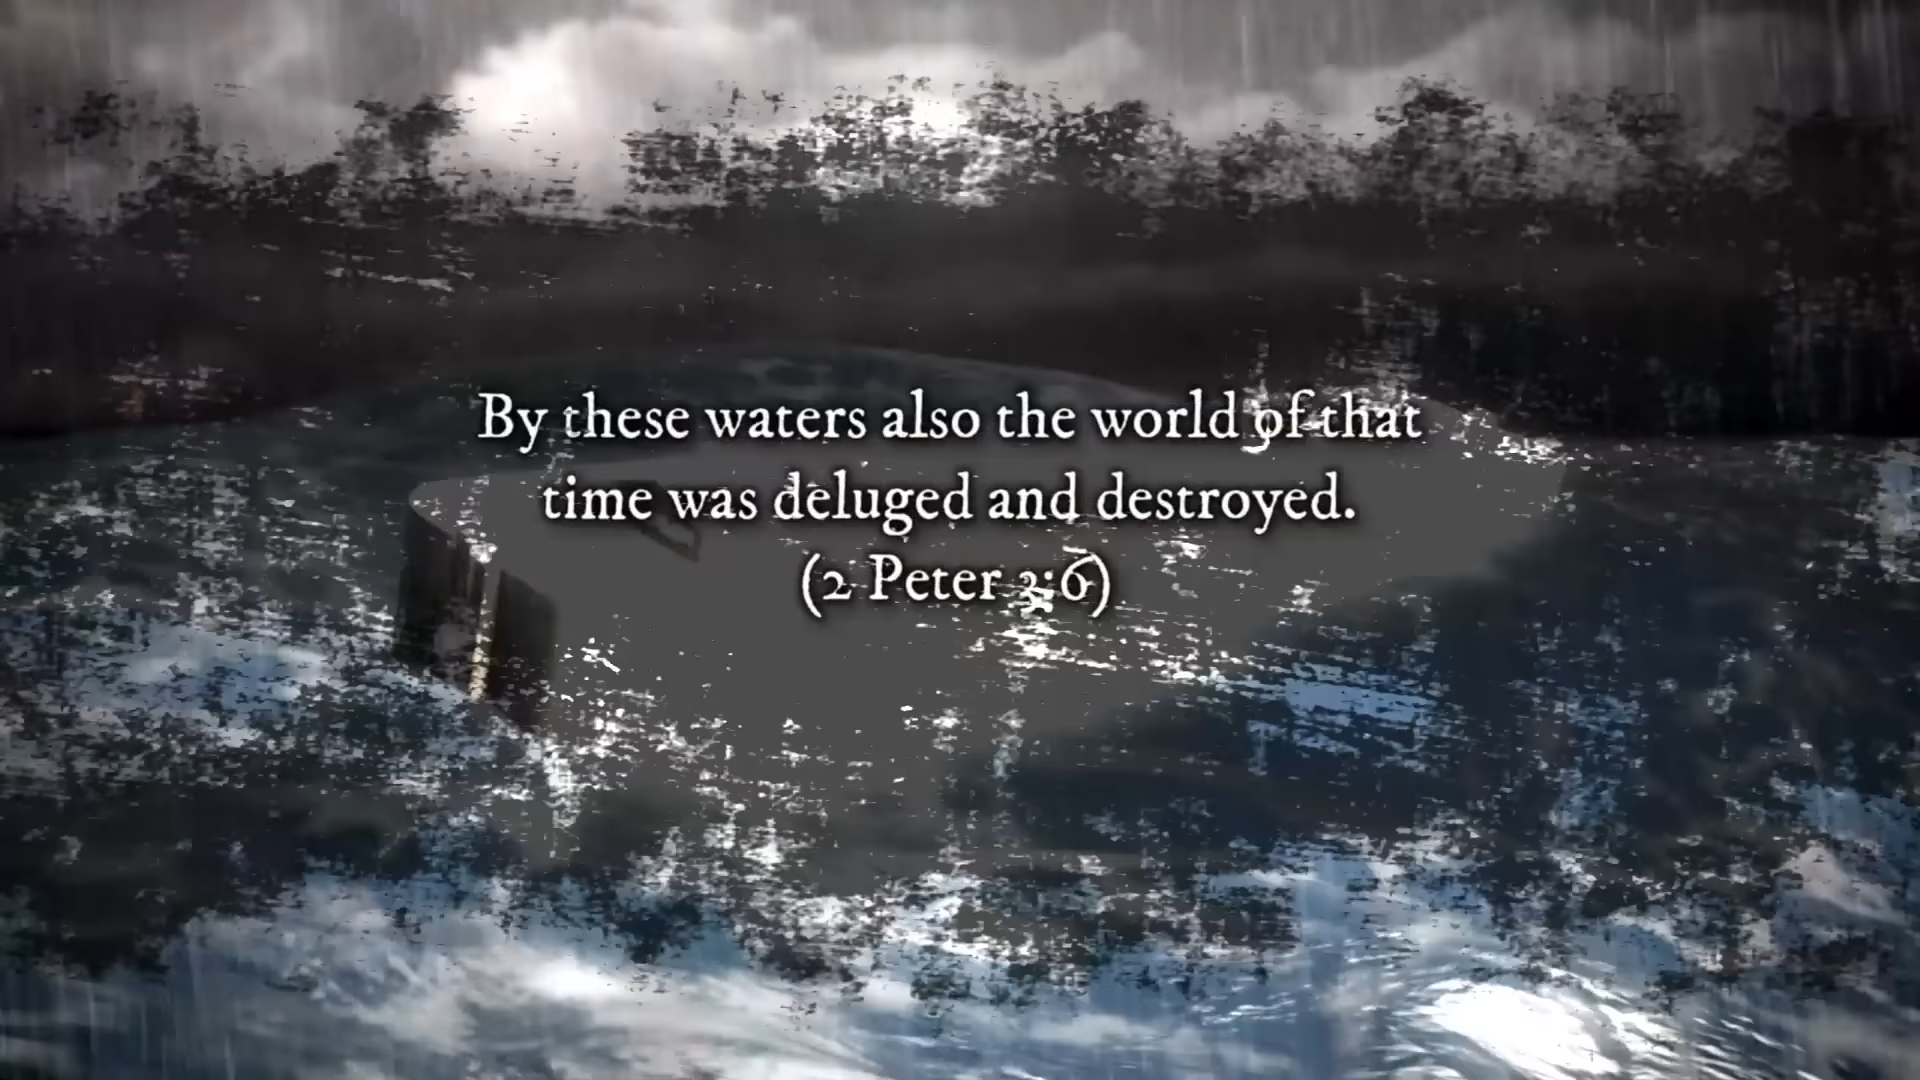 By these waters also the world of that
time was deluged and destroyed.
(2 Peter 3:6)